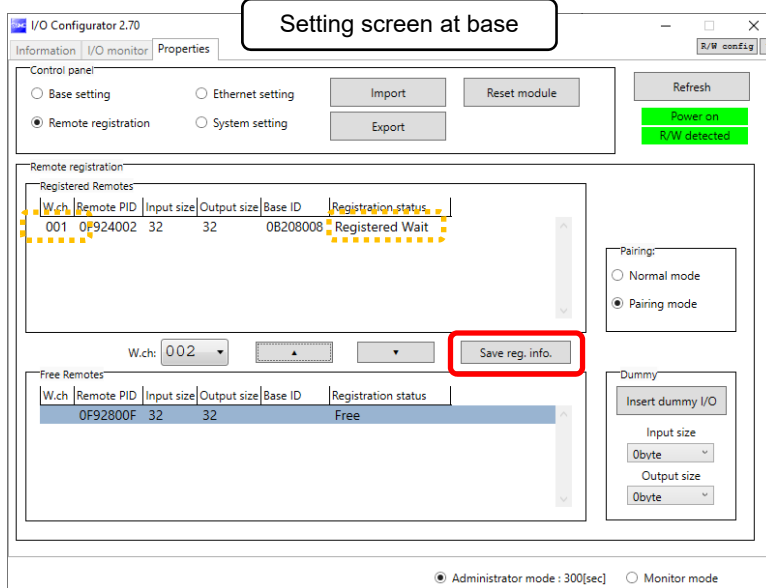 Setting screen at base
I/O Configurator 2.70
Information I/O monitor Properties
R/W config
Control panel
Base setting Ethernet setting Import Reset module Refresh
Remote registration System setting Export
Power on
R/W detected
Remote registration
Registered Remotes
W.ch Remote PID Input size Output size Base ID Registration status
001 0F924002 32 32 0B208008 Registered Wait
Pairing:
Normal mode
Pairing mode
W.ch: 002 ▲ ▼ Save reg. info.
Free Remotes
W.ch Remote PID Input size Output size Base ID Registration status
0F92800F 32 32 Free
Dummy
Insert dummy I/O
Input size
0byte
Output size
0byte
Administrator mode : 300[sec] Monitor mode